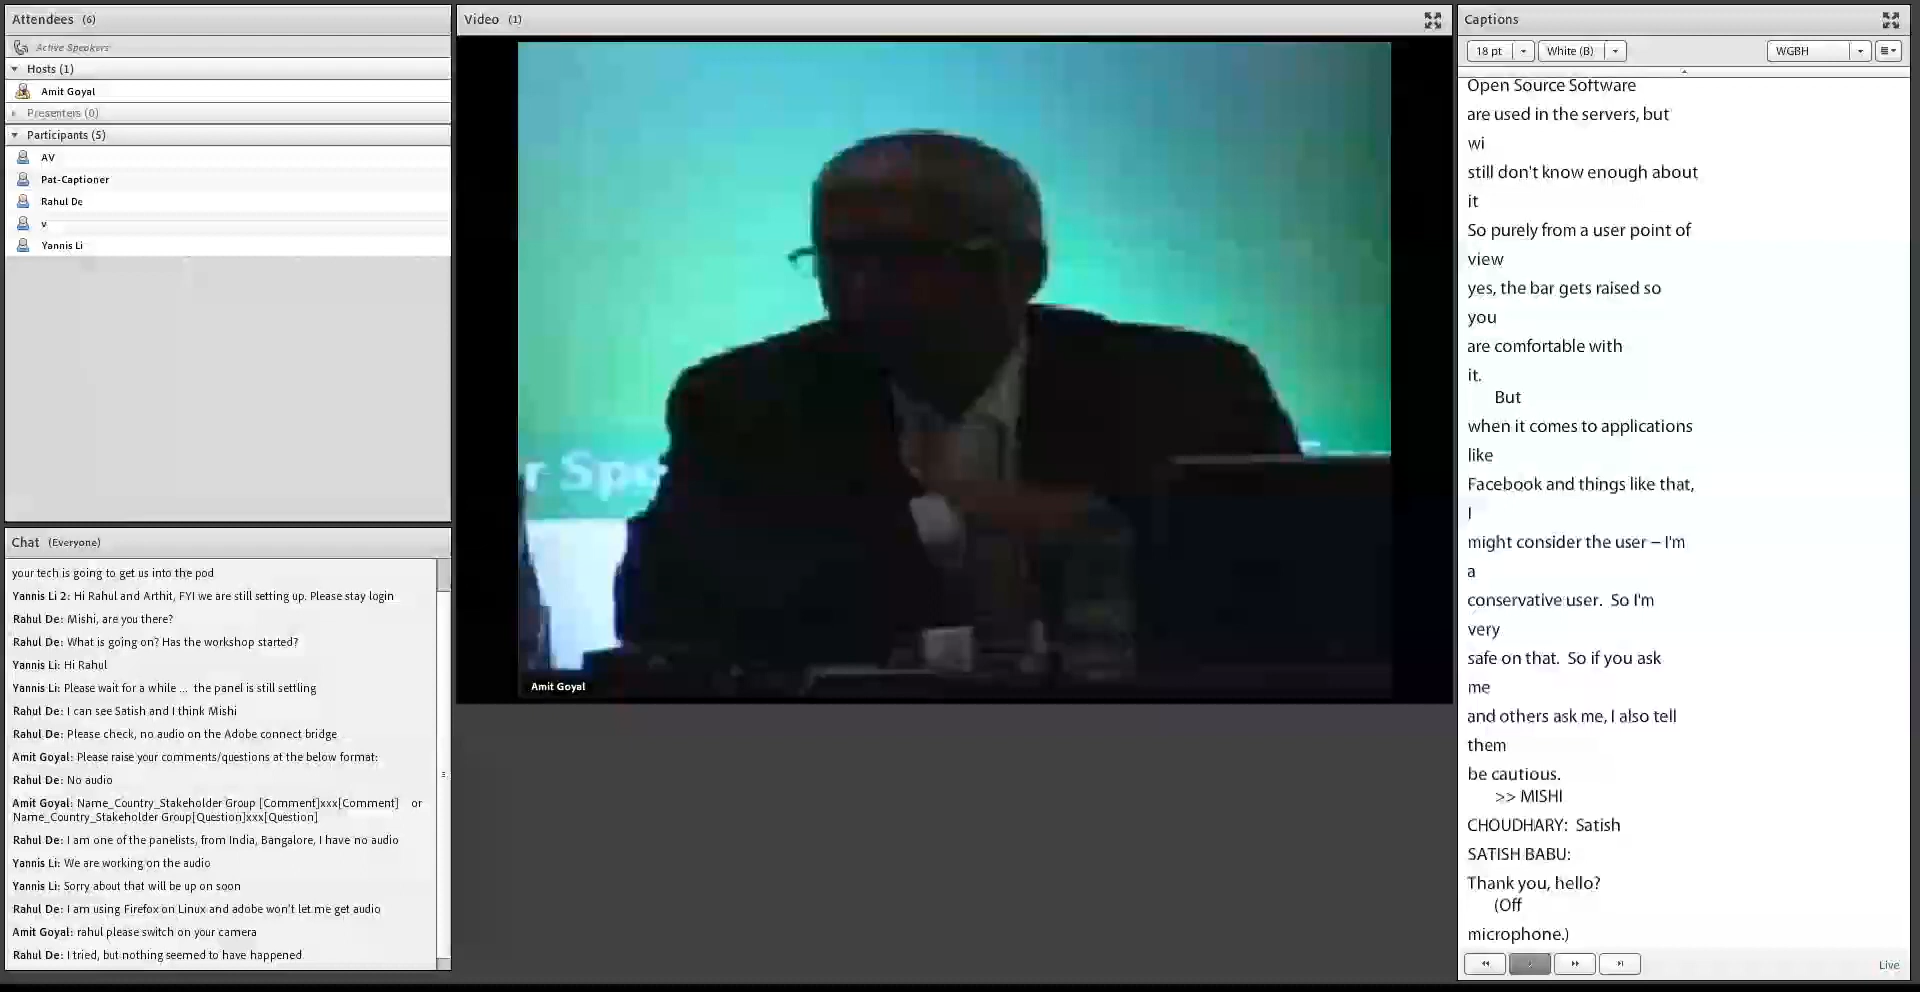 Attendees (6)
Active Speakers
Hosts (1)
Amit Goyal
Presenters (0)
Participants (5)
AV
Pat-Captioner
Rahul De
v
Yannis Li
Chat (Everyone)
your tech is going to get us into the pod
Yannis Li 2: Hi Rahul and Arthit, FYI we are still setting up. Please stay login
Rahul De: Mishi, are you there?
Rahul De: What is going on? Has the workshop started?
Yannis Li: Hi Rahul
Yannis Li: Please wait for a while ... the panel is still settling
Rahul De: I can see Satish and I think Mishi
Rahul De: Please check, no audio on the Adobe connect bridge
Amit Goyal: Please raise your comments/questions at the below format:
Rahul De: No audio
Amit Goyal: Name_Country_Stakeholder Group [Comment]xxx[Comment] or
Name_Country_Stakeholder Group[Question]xxx[Question]
Rahul De: I am one of the panelists, from India, Bangalore, I have no audio
Yannis Li: We are working on the audio
Yannis Li: Sorry about that will be up on soon
Rahul De: I am using Firefox on Linux and adobe won't let me get audio
Amit Goyal: rahul please switch on your camera
Rahul De: I tried, but nothing seemed to have happened.
Video (1)
r Spo
Amit Goyal
Captions
18 pt
White (B)
WGBH
Open Source Software
are used in the servers, but
wi
still don't know enough about
it
So purely from a user point of
view
yes, the bar gets raised so
you
are comfortable with
it.
But
when it comes to applications
like
Facebook and things like that,
I
might consider the user – I'm
a
conservative user. So I'm
very
safe on that. So if you ask
me
and others ask me, I also tell
them
be cautious.
>> MISHI
CHOUDHARY: Satish
SATISH BABU:
Thank you, hello?
(Off
microphone.)
Live